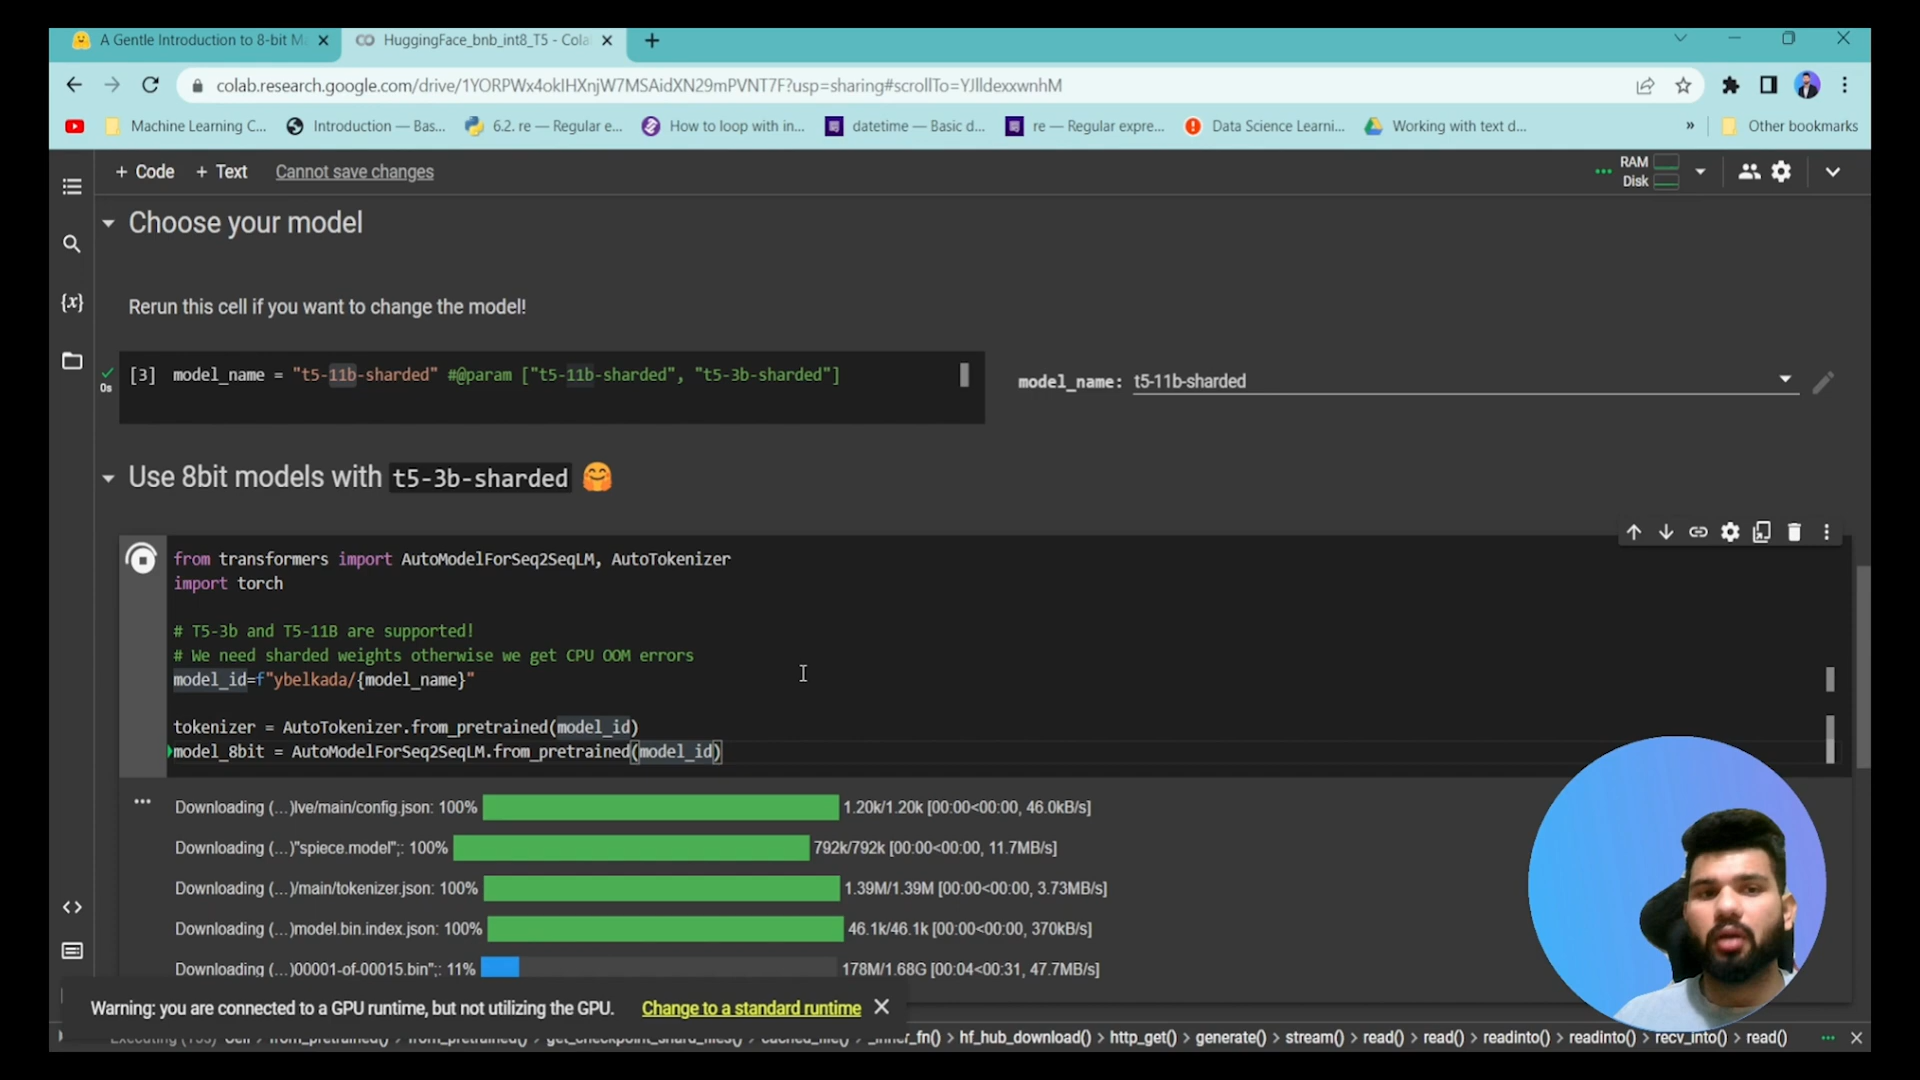 A Gentle Introduction to 8-bit M
HuggingFace_bnb_int8_T5 - Cola
colab.research.google.com/drive/1YORPWx4oklHXnjW7MSAidXN29mPVNT7F?usp=sharing#scrollTo=YJlldexxwnhM
Machine Learning C...
Introduction — Bas...
6.2. re — Regular e...
How to loop with in...
datetime — Basic d...
re — Regular expre...
Data Science Learni...
Working with text d...
»
Other bookmarks
+ Code + Text Cannot save changes
RAM
Disk
Choose your model
{x}
Rerun this cell if you want to change the model!
[3] model_name = "t5-11b-sharded" #@param ["t5-11b-sharded", "t5-3b-sharded"]
0s
model_name: t5-11b-sharded
Use 8bit models with t5-3b-sharded 🤗
from transformers import AutoModelForSeq2SeqLM, AutoTokenizer
import torch
# T5-3b and T5-11B are supported!
# We need sharded weights otherwise we get CPU OOM errors
model_id=f"ybelkada/{model_name}"
tokenizer = AutoTokenizer.from_pretrained(model_id)
model_8bit = AutoModelForSeq2SeqLM.from_pretrained(model_id)
Downloading (...)lve/main/config.json: 100% 1.20k/1.20k [00:00<00:00, 46.0kB/s]
Downloading (...)"spiece.model";: 100% 792k/792k [00:00<00:00, 11.7MB/s]
Downloading (...)/main/tokenizer.json: 100% 1.39M/1.39M [00:00<00:00, 3.73MB/s]
Downloading (...)model.bin.index.json: 100% 46.1k/46.1k [00:00<00:00, 370kB/s]
Downloading (...)00001-of-00015.bin";: 11% 178M/1.68G [00:04<00:31, 47.7MB/s]
Warning: you are connected to a GPU runtime, but not utilizing the GPU. Change to a standard runtime
from_pretrained() > from_pretrained() > get_checkpoint_shard_files() > cached_file() > _inner_fn() > hf_hub_download() > http_get() > generate() > stream() > read() > read() > readinto() > readinto() > recv_into() > read()